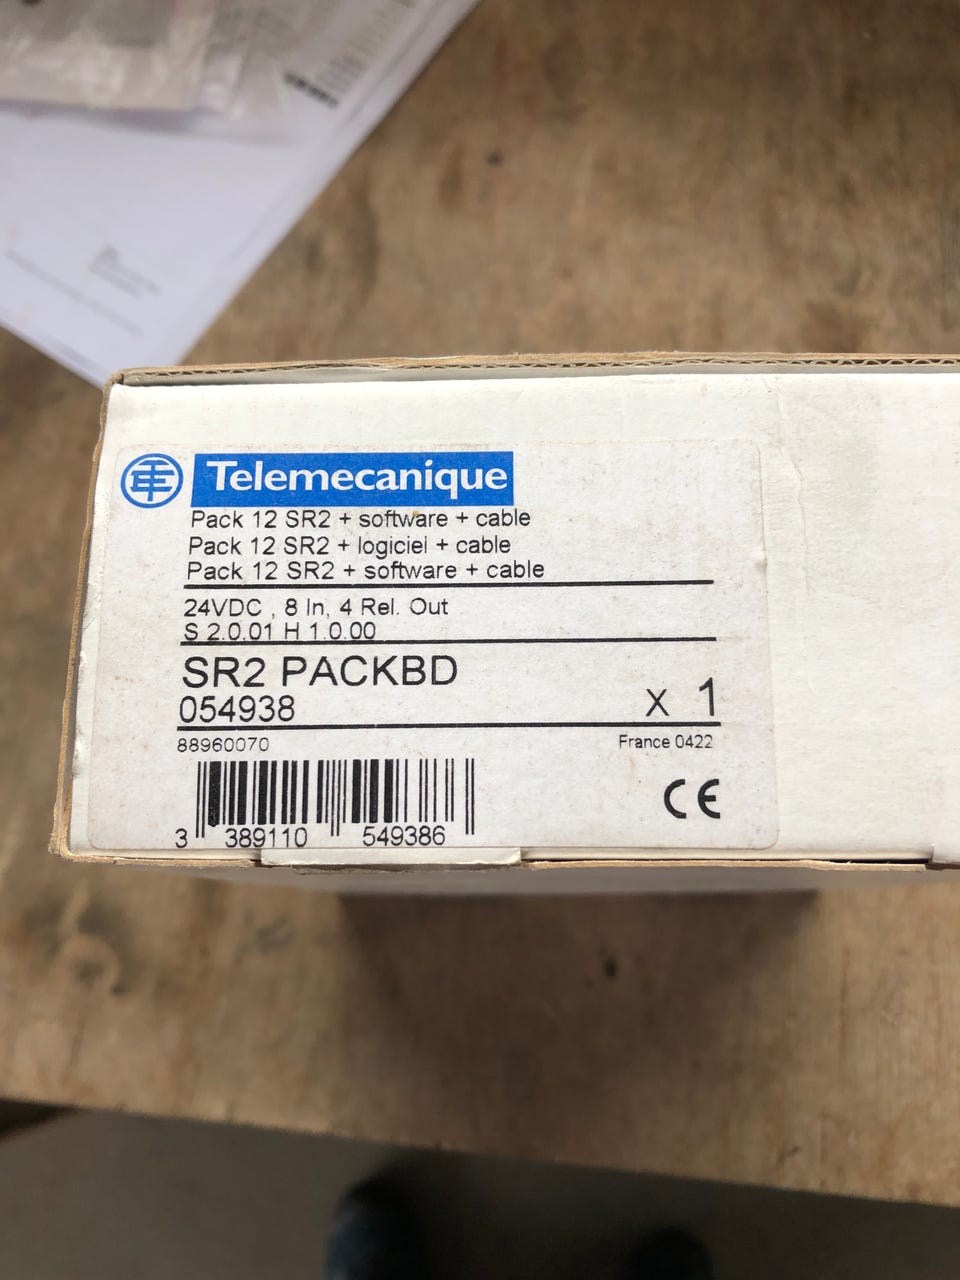 Telemecanique
Pack 12 SR2 + software + cable
Pack 12 SR2 + logiciel + cable
Pack 12 SR2 + software + cable
24VDC , 8 In, 4 Rel. Out
S 2.0.01 H 1.0.00
SR2 PACKBD
054938 X 1
88960070 France 0422
CE
3 389110 549386